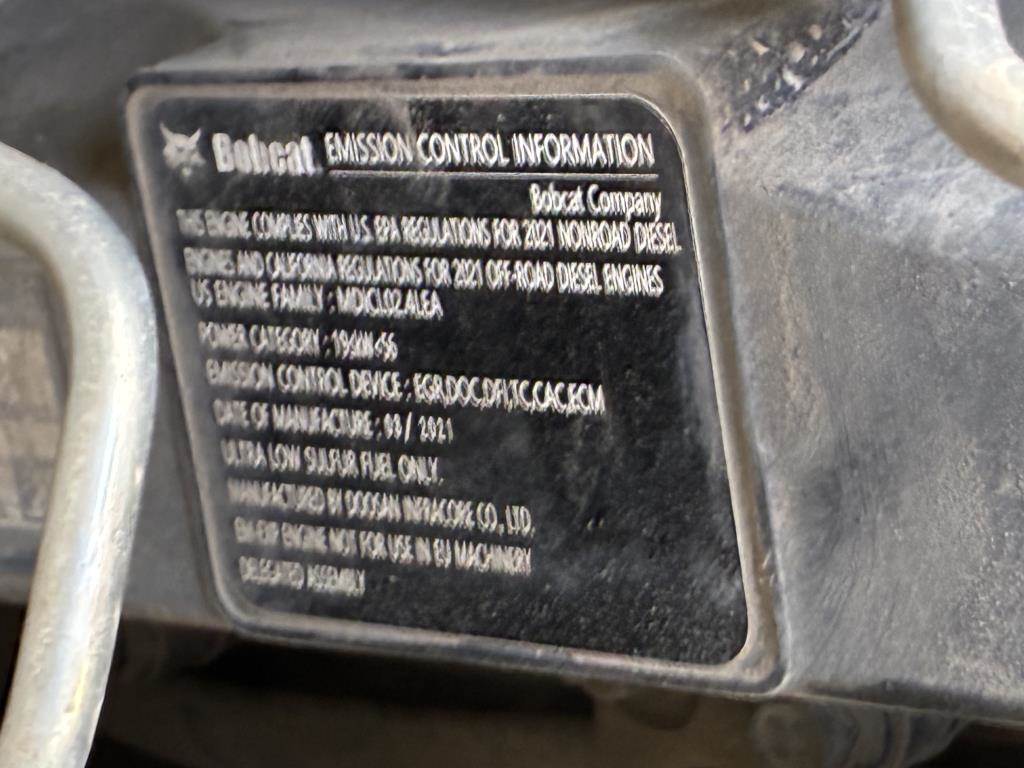 Bobcat EMISSION CONTROL INFORMATION
Bobcat Company
THIS ENGINE COMPLIES WITH U.S. EPA REGULATIONS FOR 2021 NONROAD DIESEL
ENGINES AND CALIFORNIA REGULATIONS FOR 2021 OFF-ROAD DIESEL ENGINES
US ENGINE FAMILY : MDICL02.4LEA
POWER CATEGORY : 19≤kW<56
EMISSION CONTROL DEVICE : EGR,DOC,DFI,TC,CAC,ECM
DATE OF MANUFACTURE : 03 / 2021
ULTRA LOW SULFUR FUEL ONLY.
MANUFACTURED BY DOOSAN INFRACORE CO., LTD.
EM-EXP ENGINE NOT FOR USE IN EU MACHINERY
DELEGATED ASSEMBLY